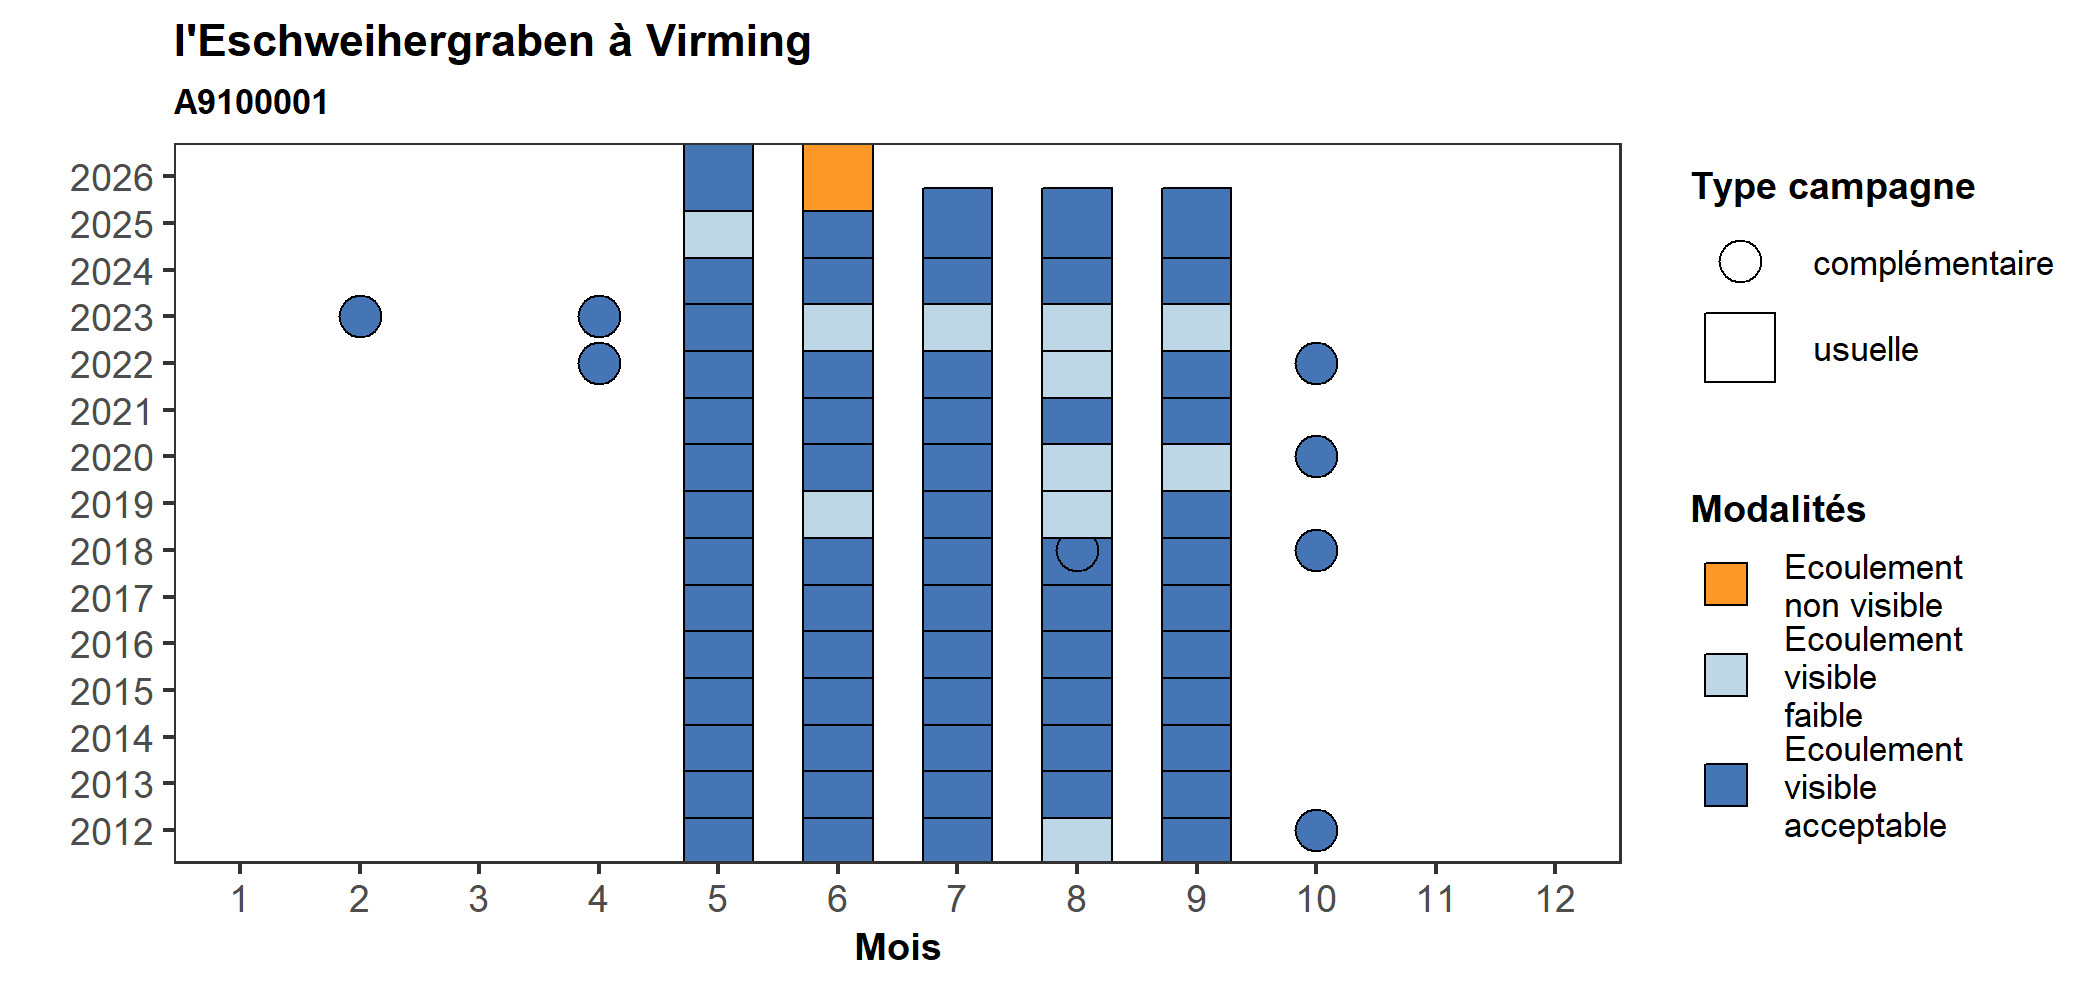 l'Eschweihergraben à Virming
A9100001
2026
2025
2024
2023
2022
2021
2020
2019
2018
2017
2016
2015
2014
2013
2012
1 2 3 4 5 6 7 8 9 10 11 12
Mois
Type campagne
complémentaire
usuelle
Modalités
Ecoulement
non visible
Ecoulement
visible
faible
Ecoulement
visible
acceptable